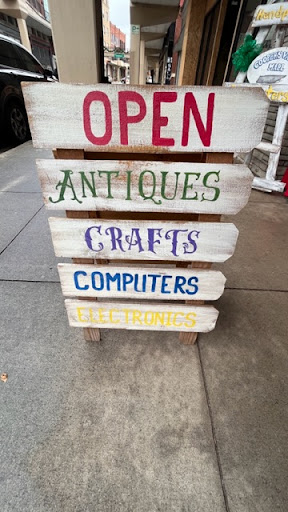 OPEN
ANTIQUES
CRAFTS
COMPUTERS
ELECTRONICS